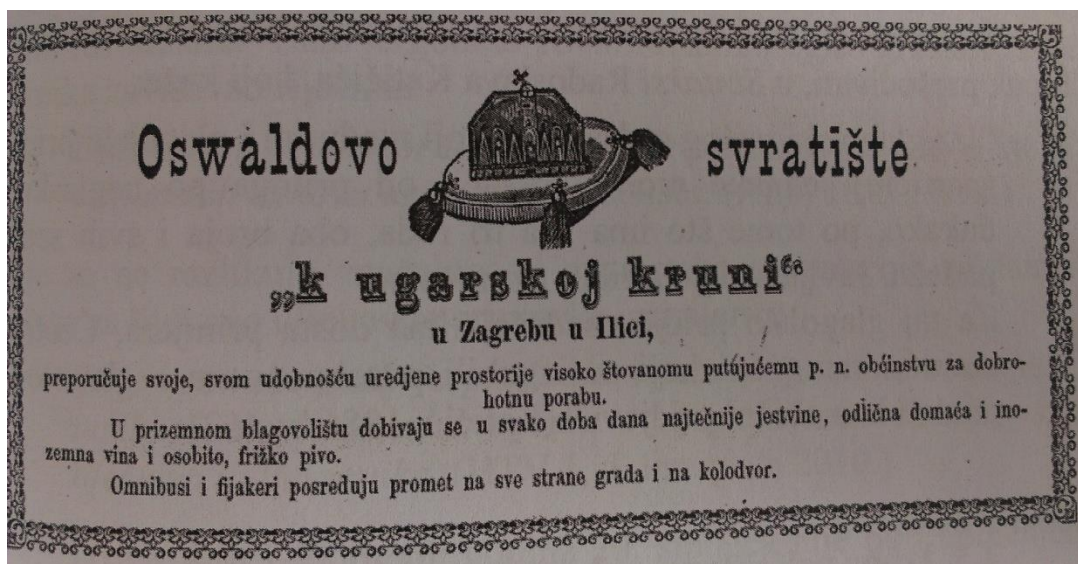 Oswaldovo svratište
„k ugarskoj kruni“
u Zagrebu u Ilici,
preporučuje svoje, svom udobnošću uredjene prostorije visoko štovanomu putujućemu p. n. obćinstvu za dobro-
hotnu porabu.
U prizemnom blagovolištu dobivaju se u svako doba dana najtečnije jestvine, odlična domaća i ino-
zemna vina i osobito, frižko pivo.
Omnibusi i fijakeri posreduju promet na sve strane grada i na kolodvor.